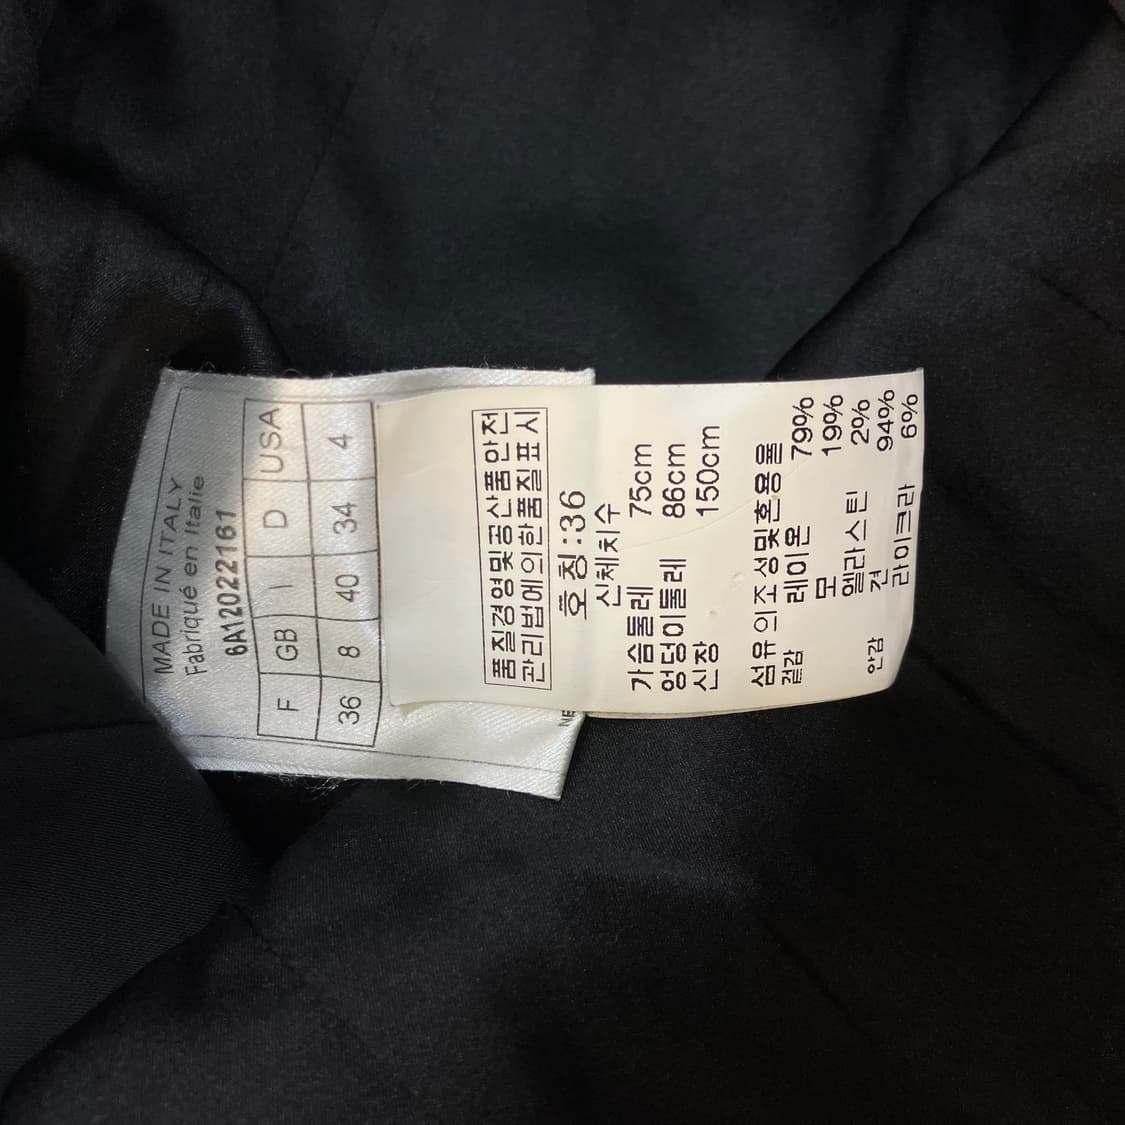 MADE IN ITALY
Fabriqué en Italie
6A12022161
F GB I D USA
36 8 40 34 4
품질경영및공산품안전
관리법에의한품질표시
호칭:36
신체치수
가슴둘레 75cm
엉덩이둘레 86cm
신장 150cm
섬유의조성및혼용율
겉감 레이온 79%
모 19%
엘라스틴 2%
안감 견 94%
라이크라 6%